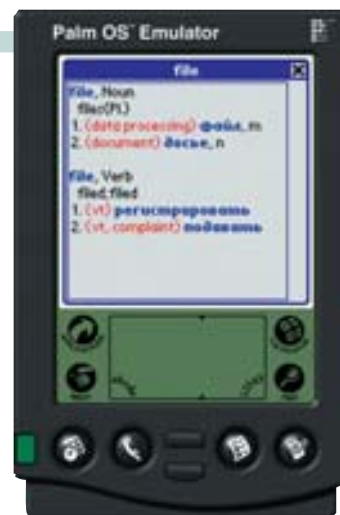 Palm OS™ Emulator
file
file, Noun
files(Pl.)
1. (data processing) файл, m
2. (document) досье, n
file, Verb
filed, filed
1. (vt) регистрировать
2. (vt, complaint) подавать